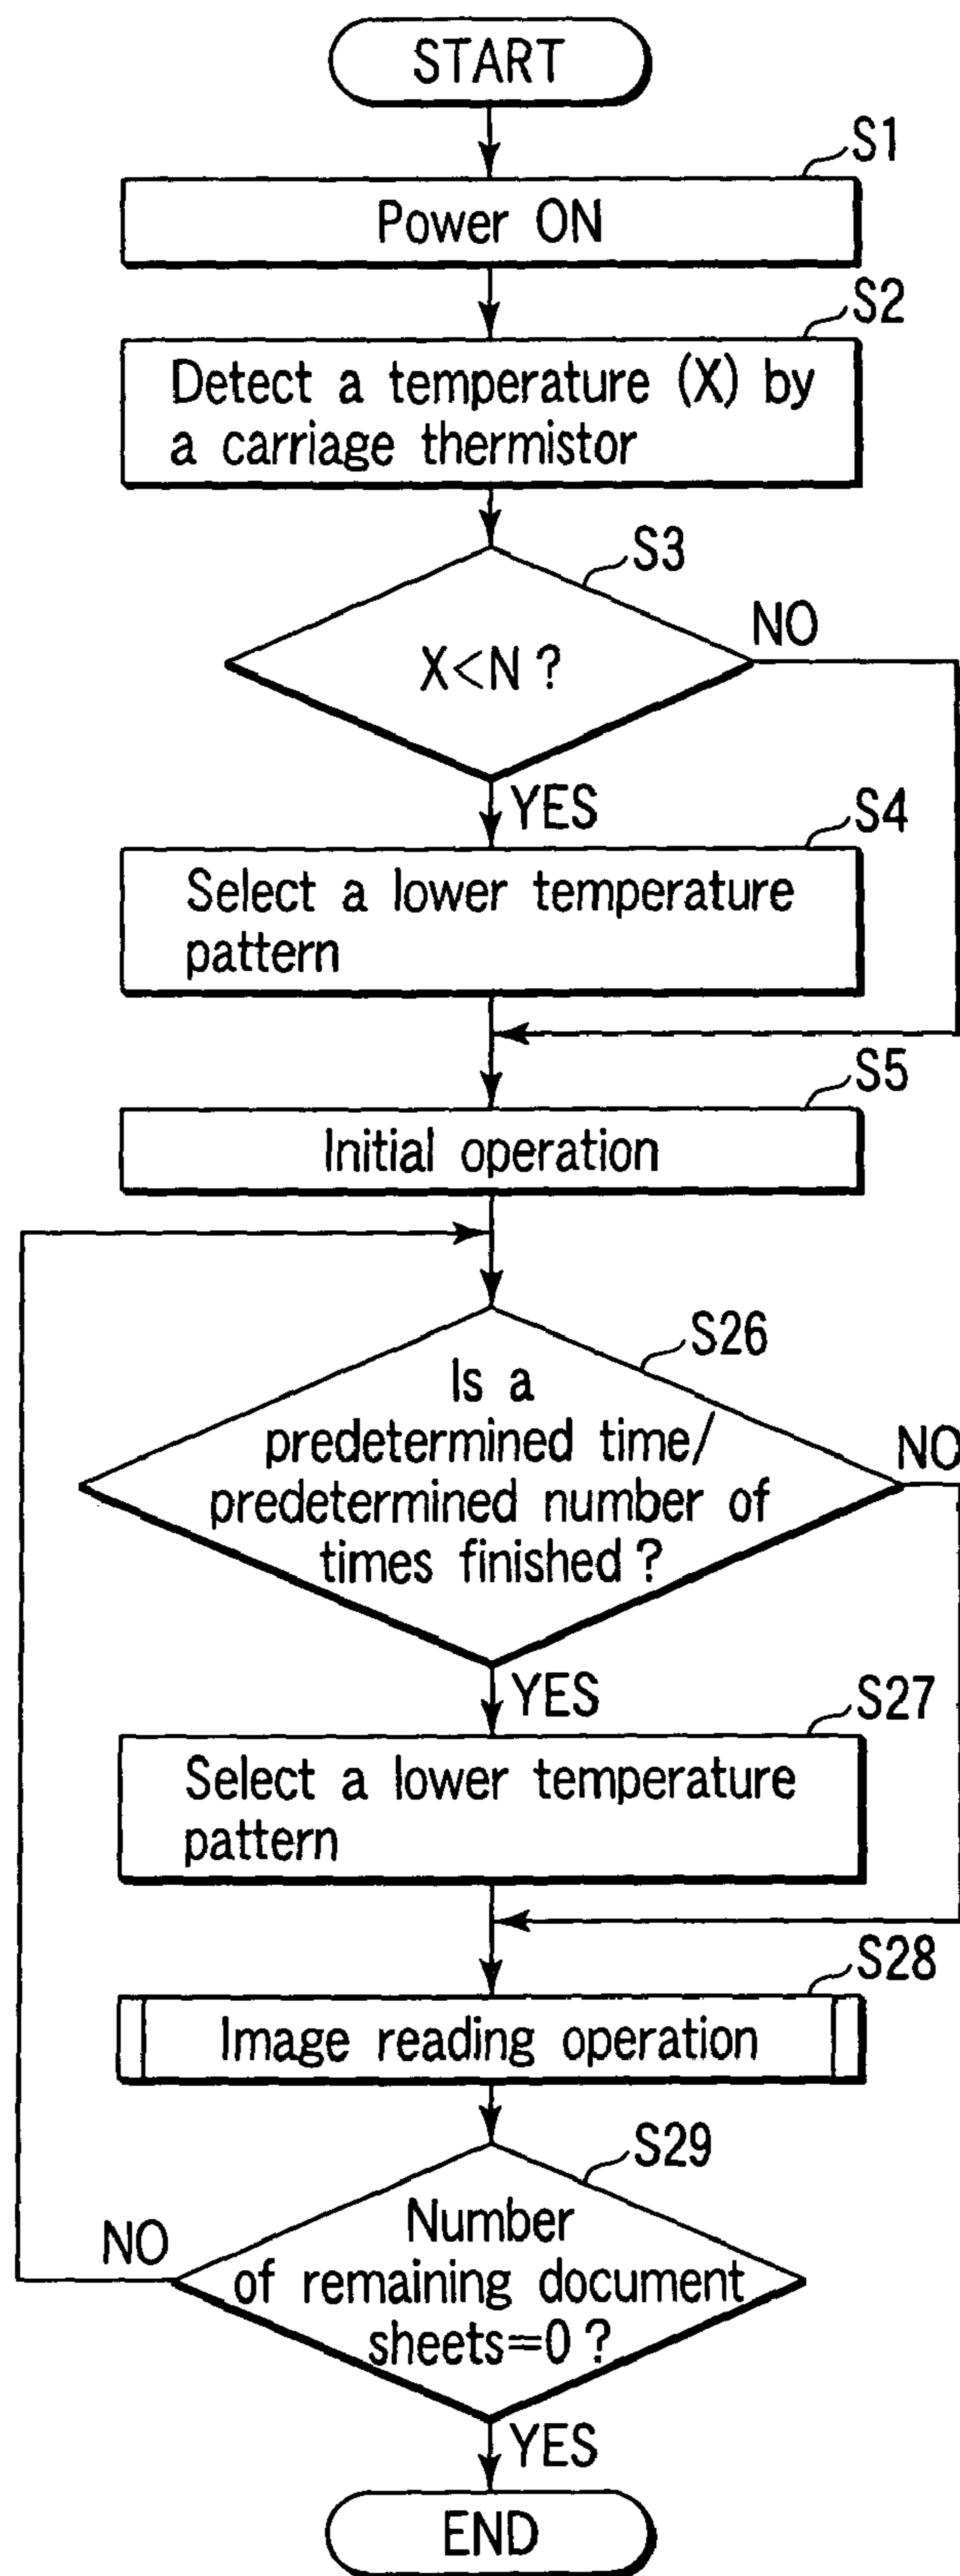 START
S1
Power ON
S2
Detect a temperature (X) by
a carriage thermistor
S3
X<N ?
NO
YES
S4
Select a lower temperature
pattern
S5
Initial operation
S26
Is a
predetermined time/
predetermined number of
times finished ?
NO
YES
S27
Select a lower temperature
pattern
S28
Image reading operation
S29
Number
of remaining document
sheets=0 ?
NO
YES
END